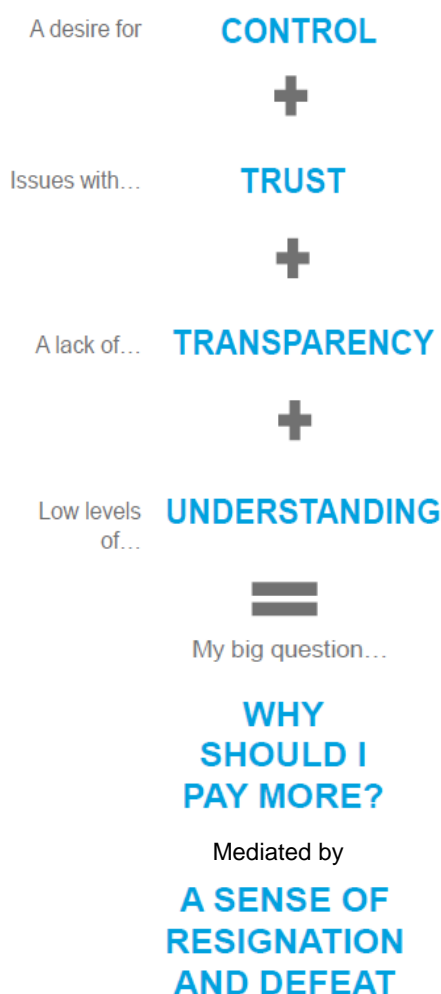 A desire for CONTROL
+
Issues with… TRUST
+
A lack of… TRANSPARENCY
+
Low levels UNDERSTANDING
of…
=
My big question…
WHY
SHOULD I
PAY MORE?
Mediated by
A SENSE OF
RESIGNATION
AND DEFEAT